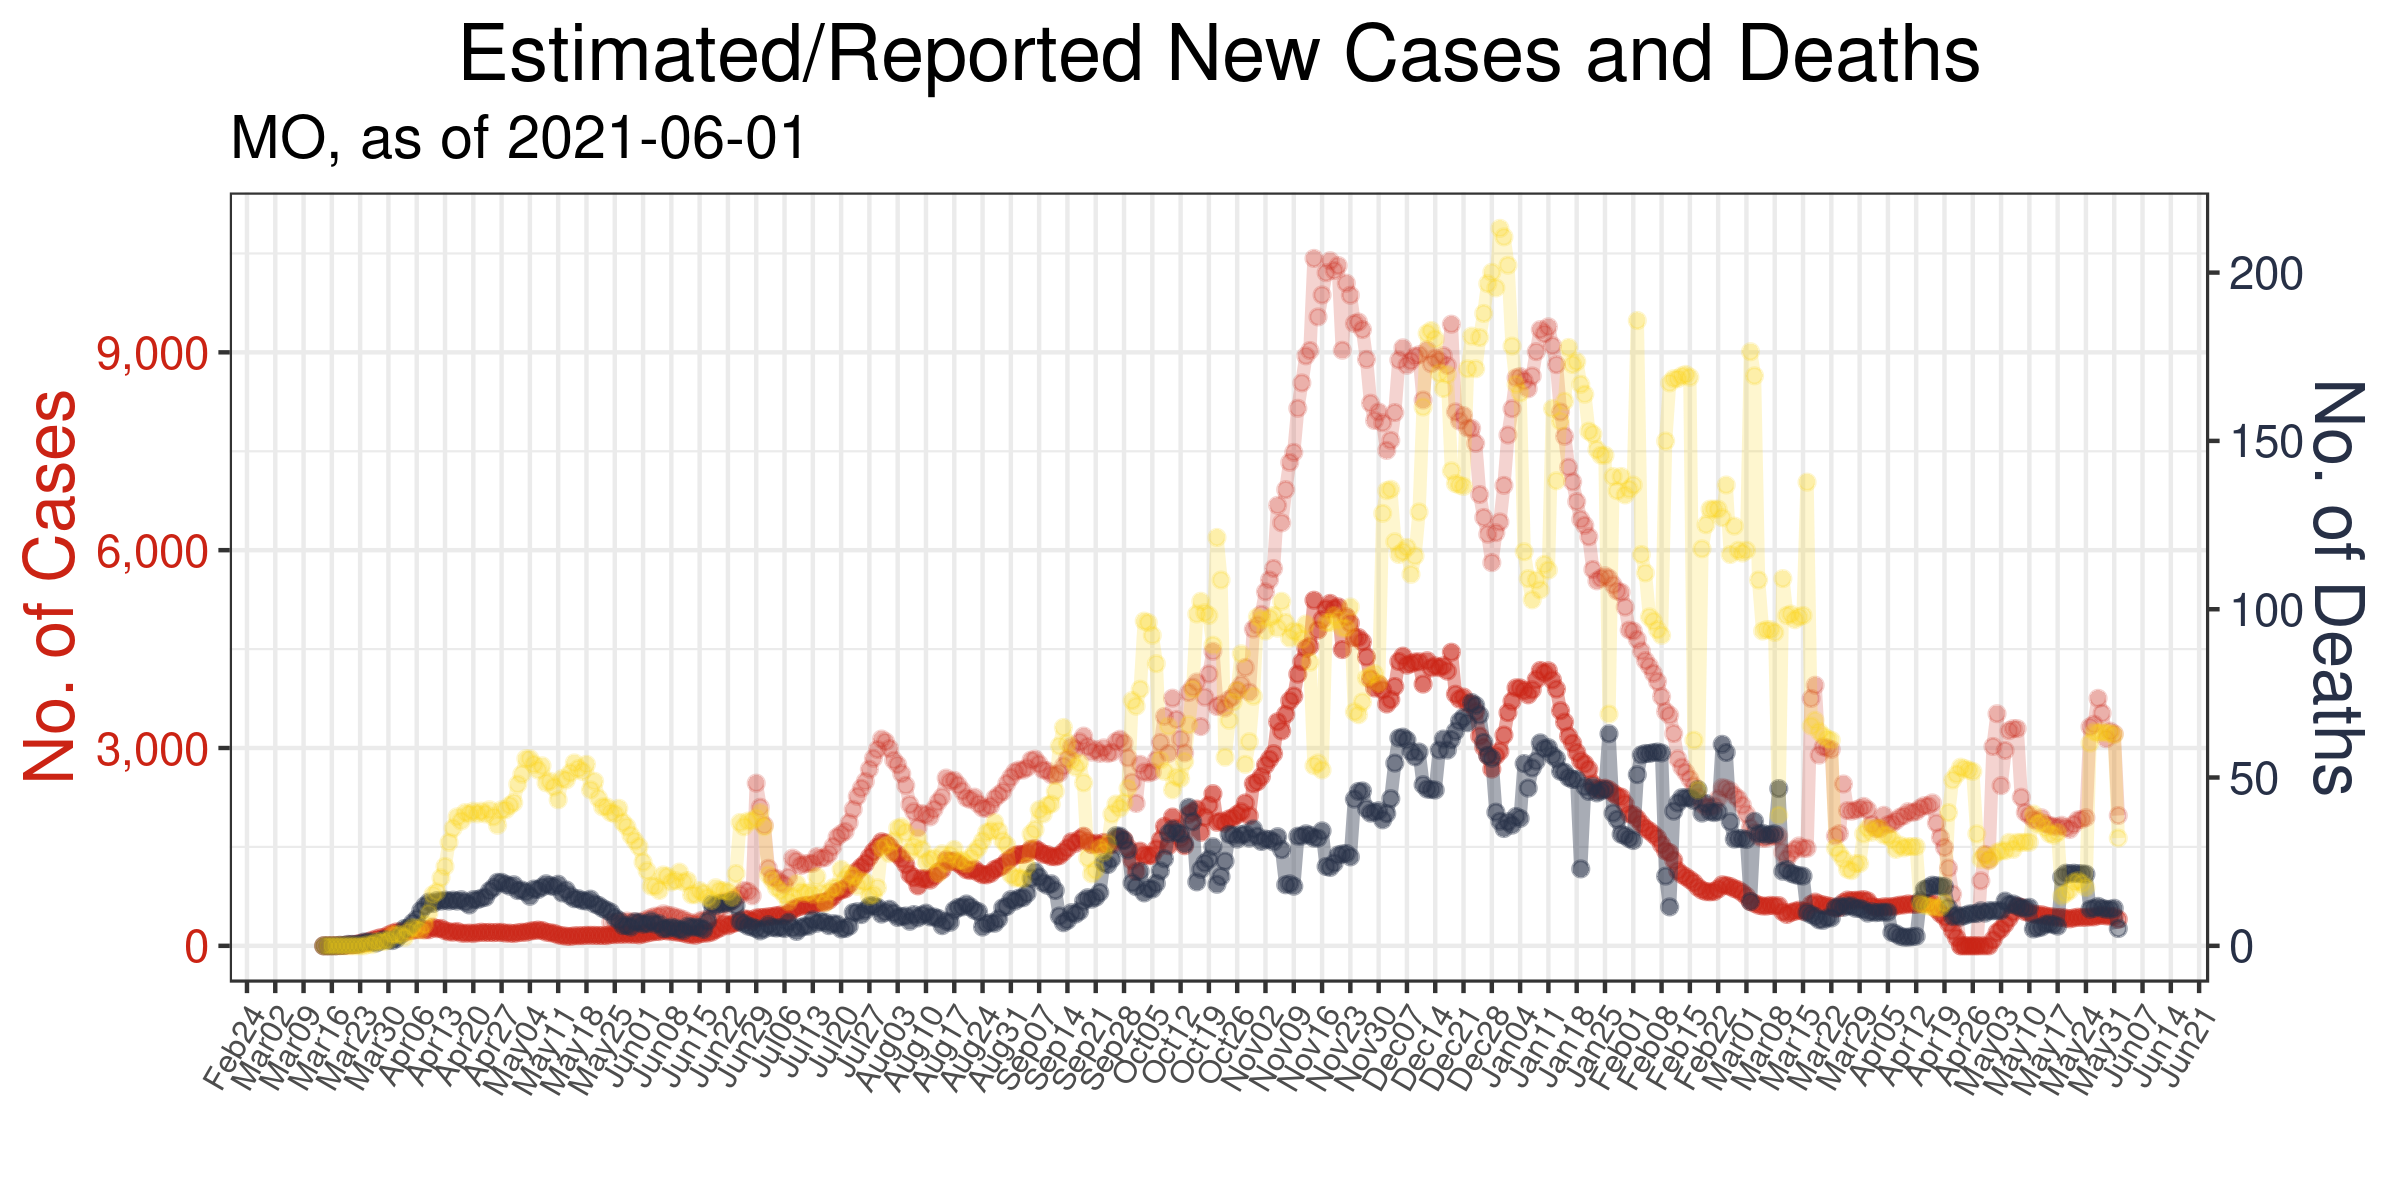 Estimated/Reported New Cases and Deaths
MO, as of 2021-06-01
No. of Cases
9,000
6,000
3,000
0
200
150
100
50
0
No. of Deaths
Feb24
Mar02
Mar09
Mar16
Mar23
Mar30
Apr06
Apr13
Apr20
Apr27
May04
May11
May18
May25
Jun01
Jun08
Jun15
Jun22
Jun29
Jul06
Jul13
Jul20
Jul27
Aug03
Aug10
Aug17
Aug24
Aug31
Sep07
Sep14
Sep21
Sep28
Oct05
Oct12
Oct19
Oct26
Nov02
Nov09
Nov16
Nov23
Nov30
Dec07
Dec14
Dec21
Dec28
Jan04
Jan11
Jan18
Jan25
Feb01
Feb08
Feb15
Feb22
Mar01
Mar08
Mar15
Mar22
Mar29
Apr05
Apr12
Apr19
Apr26
May03
May10
May17
May24
May31
Jun07
Jun14
Jun21